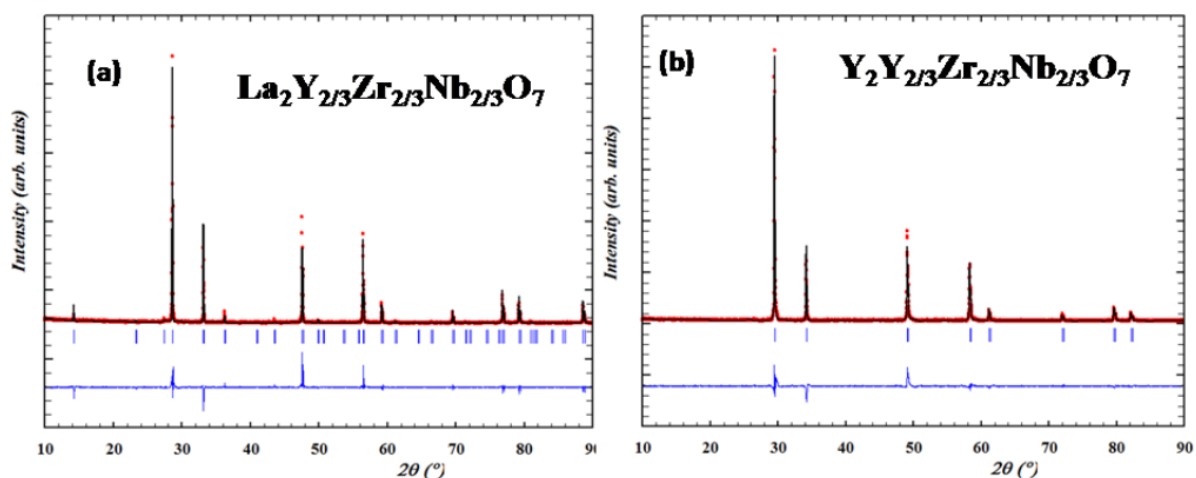 (a)
La₂Y₂/₃Zr₂/₃Nb₂/₃O₇
Intensity (arb. units)
10 20 30 40 50 60 70 80 90
2θ (°)
(b)
Y₂Y₂/₃Zr₂/₃Nb₂/₃O₇
Intensity (arb. units)
10 20 30 40 50 60 70 80 90
2θ (°)